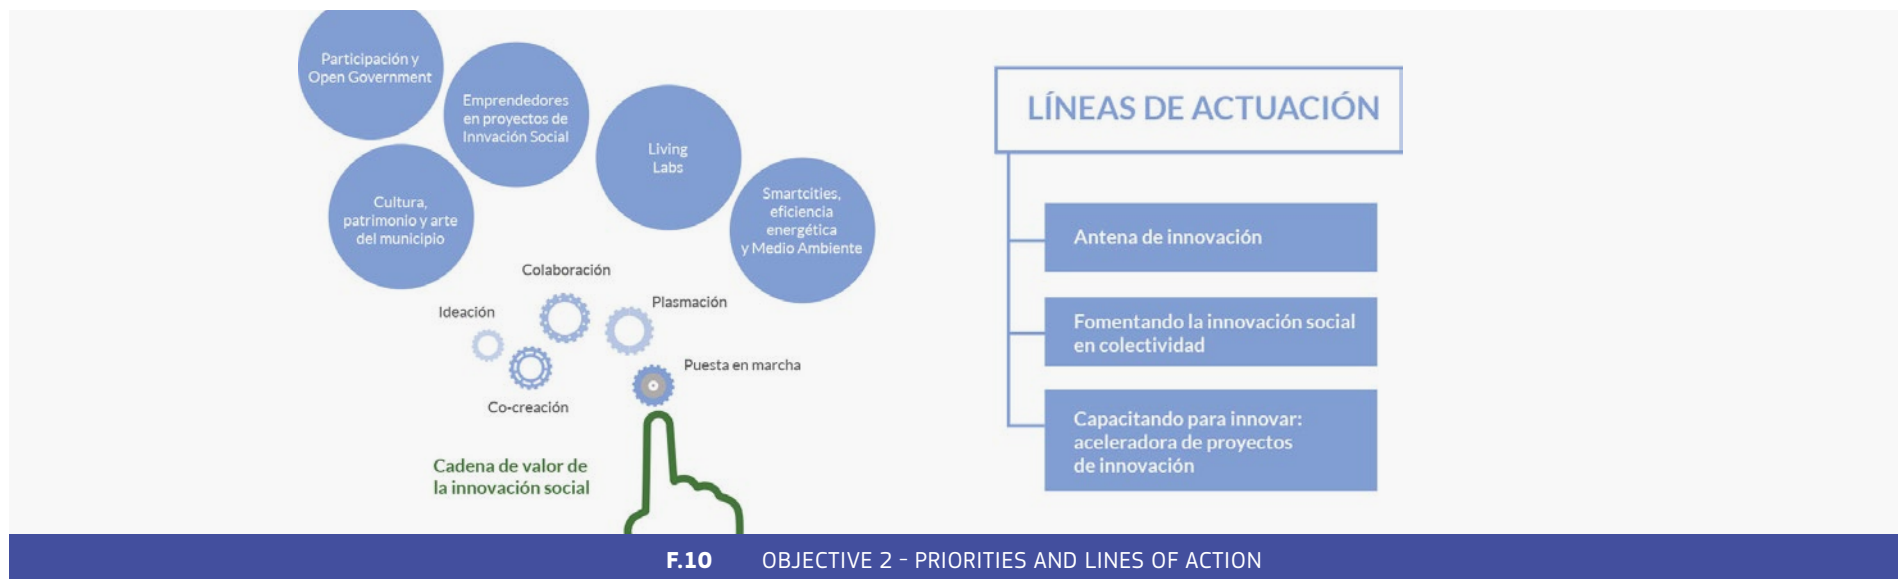 Participación y
Open Government
Emprendedores
en proyectos de
Innvación Social
Living
Labs
Cultura,
patrimonio y arte
del municipio
Smartcities,
eficiencia
energética
y Medio Ambiente
Colaboración
Ideación
Plasmación
Puesta en marcha
Co-creación
Cadena de valor de
la innovación social
LÍNEAS DE ACTUACIÓN
Antena de innovación
Fomentando la innovación social
en colectividad
Capacitando para innovar:
aceleradora de proyectos
de innovación
F.10 OBJECTIVE 2 - PRIORITIES AND LINES OF ACTION